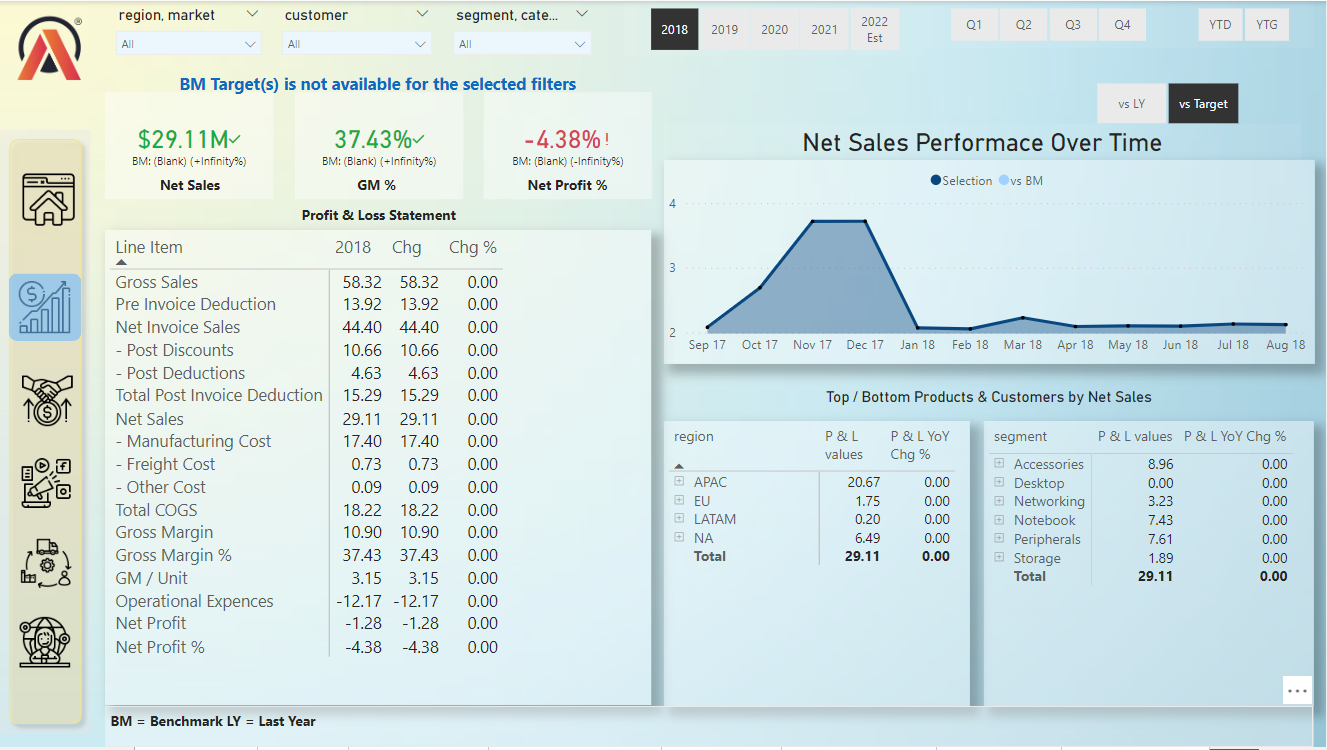 region, market
customer
segment, cate...
All
All
All
2018
2019
2020
2021
2022
Est
Q1
Q2
Q3
Q4
YTD
YTG
®
BM Target(s) is not available for the selected filters
vs LY
vs Target
$29.11M
BM: (Blank) (+Infinity%)
Net Sales
37.43%
BM: (Blank) (+Infinity%)
GM %
-4.38% !
BM: (Blank) (-Infinity%)
Net Profit %
Profit & Loss Statement
Line Item 2018 Chg Chg %
Gross Sales 58.32 58.32 0.00
Pre Invoice Deduction 13.92 13.92 0.00
Net Invoice Sales 44.40 44.40 0.00
- Post Discounts 10.66 10.66 0.00
- Post Deductions 4.63 4.63 0.00
Total Post Invoice Deduction 15.29 15.29 0.00
Net Sales 29.11 29.11 0.00
- Manufacturing Cost 17.40 17.40 0.00
- Freight Cost 0.73 0.73 0.00
- Other Cost 0.09 0.09 0.00
Total COGS 18.22 18.22 0.00
Gross Margin 10.90 10.90 0.00
Gross Margin % 37.43 37.43 0.00
GM / Unit 3.15 3.15 0.00
Operational Expences -12.17 -12.17 0.00
Net Profit -1.28 -1.28 0.00
Net Profit % -4.38 -4.38 0.00
Net Sales Performace Over Time
Selection vs BM
4
3
2
Sep 17 Oct 17 Nov 17 Dec 17 Jan 18 Feb 18 Mar 18 Apr 18 May 18 Jun 18 Jul 18 Aug 18
Top / Bottom Products & Customers by Net Sales
region P & L values P & L YoY Chg %
APAC 20.67 0.00
EU 1.75 0.00
LATAM 0.20 0.00
NA 6.49 0.00
Total 29.11 0.00
segment P & L values P & L YoY Chg %
Accessories 8.96 0.00
Desktop 0.00 0.00
Networking 3.23 0.00
Notebook 7.43 0.00
Peripherals 7.61 0.00
Storage 1.89 0.00
Total 29.11 0.00
BM = Benchmark LY = Last Year